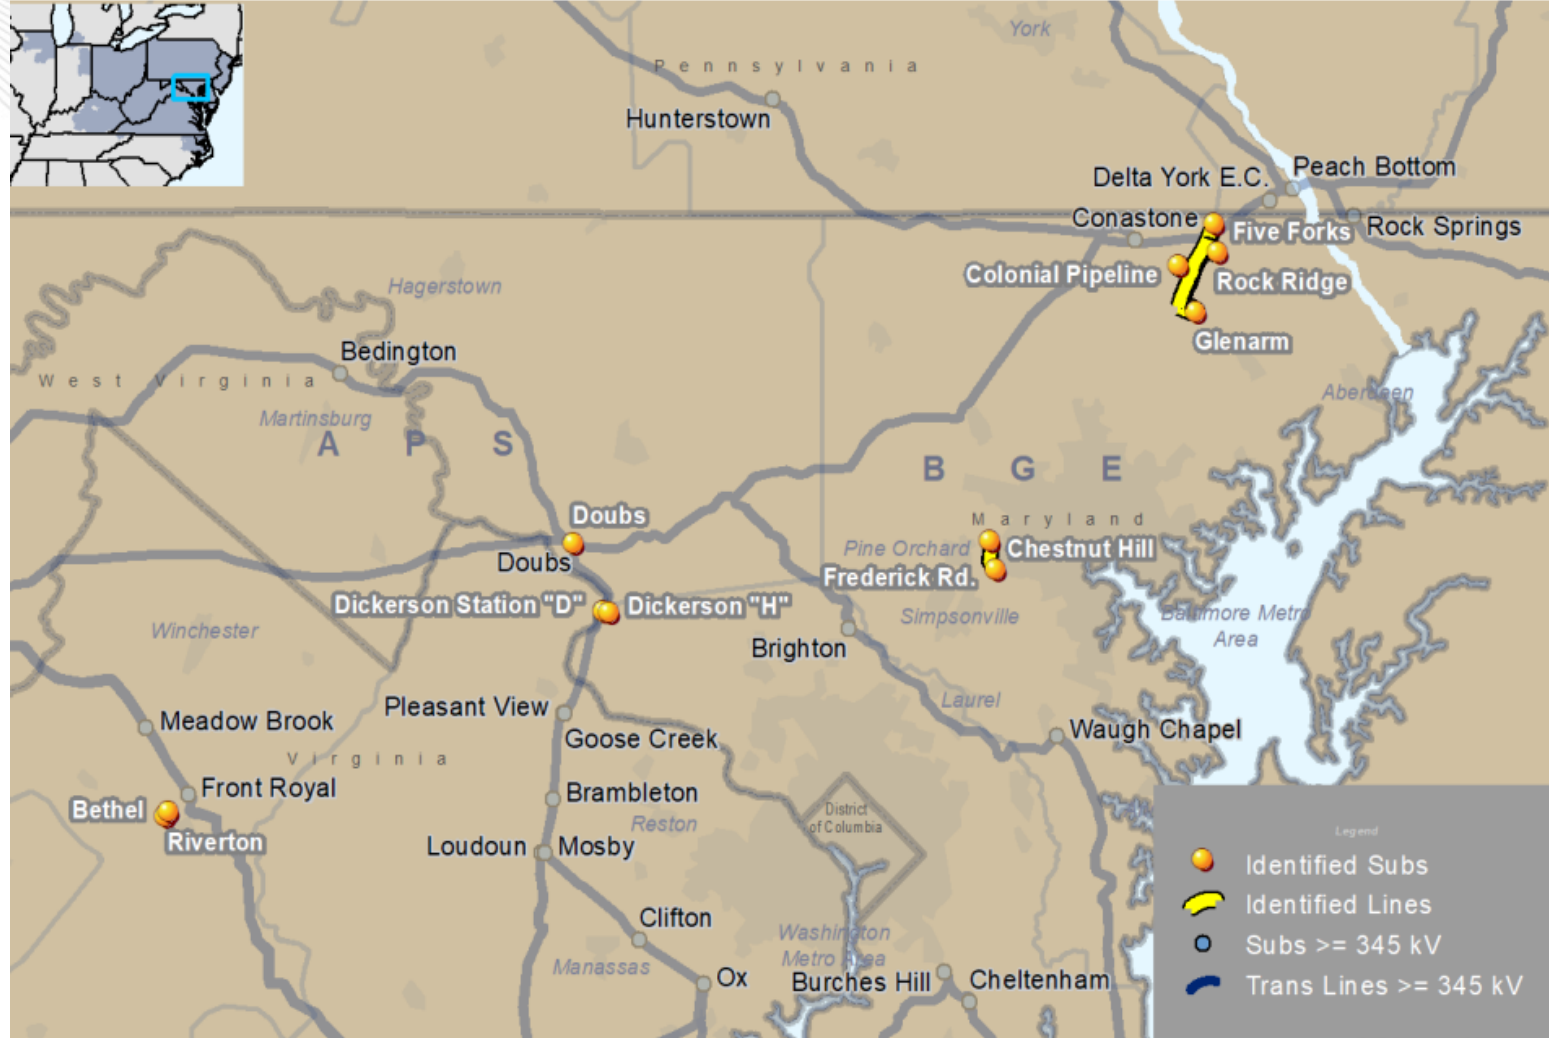 York
Pennsylvania
Hunterstown
Peach Bottom
Delta York E.C.
Conastone
Rock Springs
Five Forks
Colonial Pipeline
Rock Ridge
Hagerstown
Glenarm
Bedington
West Virginia
Aberdeen
Martinsburg
A P S
B G E
Doubs
Maryland
Pine Orchard
Chestnut Hill
Doubs
Frederick Rd.
Dickerson Station "D"
Dickerson "H"
Simpsonville
Baltimore Metro
Area
Winchester
Brighton
Laurel
Pleasant View
Meadow Brook
Waugh Chapel
Goose Creek
Virginia
Front Royal
Brambleton
Bethel
Reston
District
of Columbia
Riverton
Loudoun
Mosby
Clifton
Washington
Metro Area
Manassas
Ox
Burches Hill
Cheltenham
Legend
Identified Subs
Identified Lines
Subs >= 345 kV
Trans Lines >= 345 kV